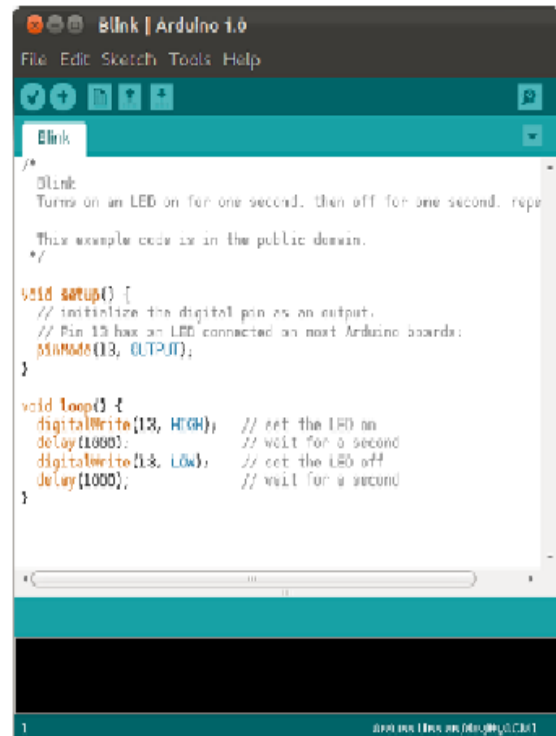 Blink | Arduino 1.0
File Edit Sketch Tools Help
Blink
/*
Blink
Turns on an LED on for one second, then off for one second, repe
This example code is in the public domain.
*/
void setup() {
// initialize the digital pin as an output.
// Pin 13 has an LED connected on most Arduino boards:
pinMode(13, OUTPUT);
}
void loop() {
digitalWrite(13, HIGH); // set the LED on
delay(1000); // wait for a second
digitalWrite(13, LOW); // set the LED off
delay(1000); // wait for a second
}
1